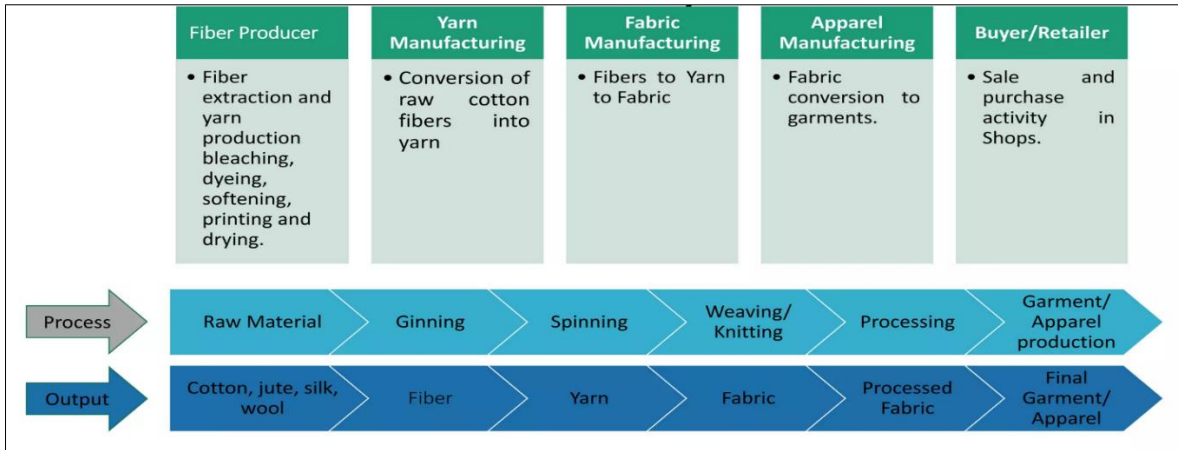 Fiber Producer
• Fiber
extraction and
yarn
production
bleaching,
dyeing,
softening,
printing and
drying.
Yarn
Manufacturing
• Conversion of
raw cotton
fibers into
yarn
Fabric
Manufacturing
• Fibers to Yarn
to Fabric
Apparel
Manufacturing
• Fabric
conversion to
garments.
Buyer/Retailer
• Sale and
purchase
activity in
Shops.
Process
Raw Material
Ginning
Spinning
Weaving/
Knitting
Processing
Garment/
Apparel
production
Output
Cotton, jute, silk,
wool
Fiber
Yarn
Fabric
Processed
Fabric
Final
Garment/
Apparel